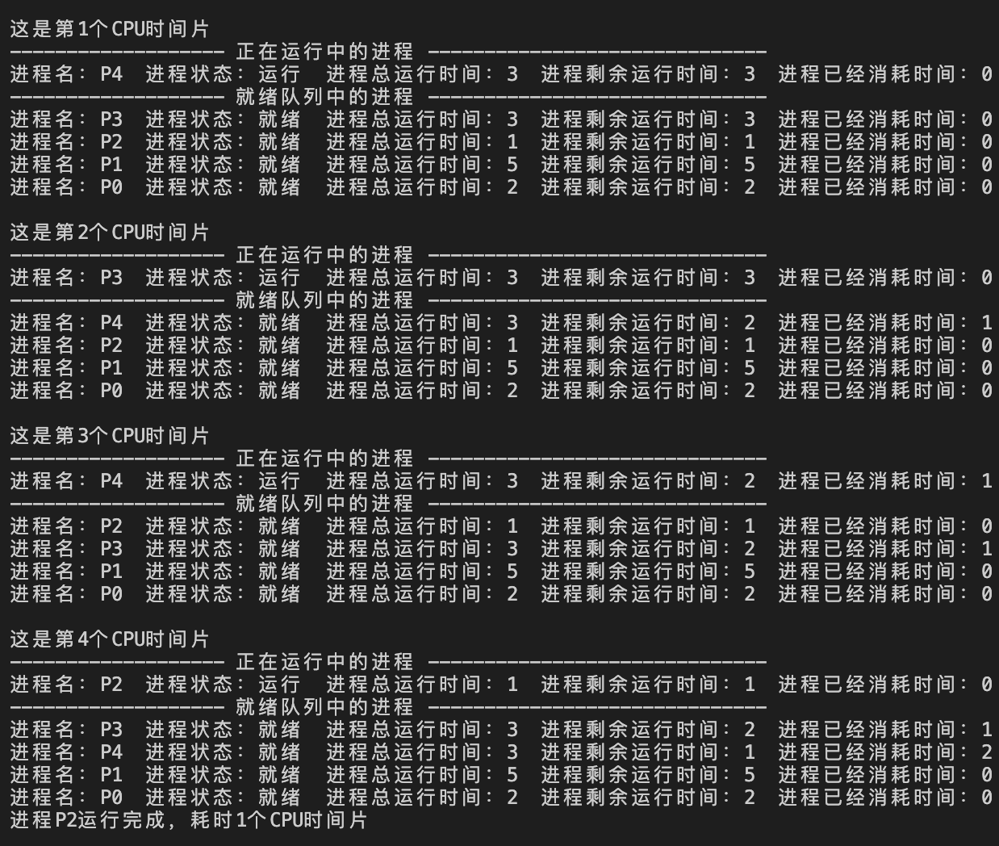 这是第1个CPU时间片
------------------- 正在运行中的进程 ------------------------------
进程名：P4  进程状态：运行  进程总运行时间：3  进程剩余运行时间：3  进程已经消耗时间：0
------------------- 就绪队列中的进程 ------------------------------
进程名：P3  进程状态：就绪  进程总运行时间：3  进程剩余运行时间：3  进程已经消耗时间：0
进程名：P2  进程状态：就绪  进程总运行时间：1  进程剩余运行时间：1  进程已经消耗时间：0
进程名：P1  进程状态：就绪  进程总运行时间：5  进程剩余运行时间：5  进程已经消耗时间：0
进程名：P0  进程状态：就绪  进程总运行时间：2  进程剩余运行时间：2  进程已经消耗时间：0
这是第2个CPU时间片
------------------- 正在运行中的进程 ------------------------------
进程名：P3  进程状态：运行  进程总运行时间：3  进程剩余运行时间：3  进程已经消耗时间：0
------------------- 就绪队列中的进程 ------------------------------
进程名：P4  进程状态：就绪  进程总运行时间：3  进程剩余运行时间：2  进程已经消耗时间：1
进程名：P2  进程状态：就绪  进程总运行时间：1  进程剩余运行时间：1  进程已经消耗时间：0
进程名：P1  进程状态：就绪  进程总运行时间：5  进程剩余运行时间：5  进程已经消耗时间：0
进程名：P0  进程状态：就绪  进程总运行时间：2  进程剩余运行时间：2  进程已经消耗时间：0
这是第3个CPU时间片
------------------- 正在运行中的进程 ------------------------------
进程名：P4  进程状态：运行  进程总运行时间：3  进程剩余运行时间：2  进程已经消耗时间：1
------------------- 就绪队列中的进程 ------------------------------
进程名：P2  进程状态：就绪  进程总运行时间：1  进程剩余运行时间：1  进程已经消耗时间：0
进程名：P3  进程状态：就绪  进程总运行时间：3  进程剩余运行时间：2  进程已经消耗时间：1
进程名：P1  进程状态：就绪  进程总运行时间：5  进程剩余运行时间：5  进程已经消耗时间：0
进程名：P0  进程状态：就绪  进程总运行时间：2  进程剩余运行时间：2  进程已经消耗时间：0
这是第4个CPU时间片
------------------- 正在运行中的进程 ------------------------------
进程名：P2  进程状态：运行  进程总运行时间：1  进程剩余运行时间：1  进程已经消耗时间：0
------------------- 就绪队列中的进程 ------------------------------
进程名：P3  进程状态：就绪  进程总运行时间：3  进程剩余运行时间：2  进程已经消耗时间：1
进程名：P4  进程状态：就绪  进程总运行时间：3  进程剩余运行时间：1  进程已经消耗时间：2
进程名：P1  进程状态：就绪  进程总运行时间：5  进程剩余运行时间：5  进程已经消耗时间：0
进程名：P0  进程状态：就绪  进程总运行时间：2  进程剩余运行时间：2  进程已经消耗时间：0
进程P2运行完成，耗时1个CPU时间片